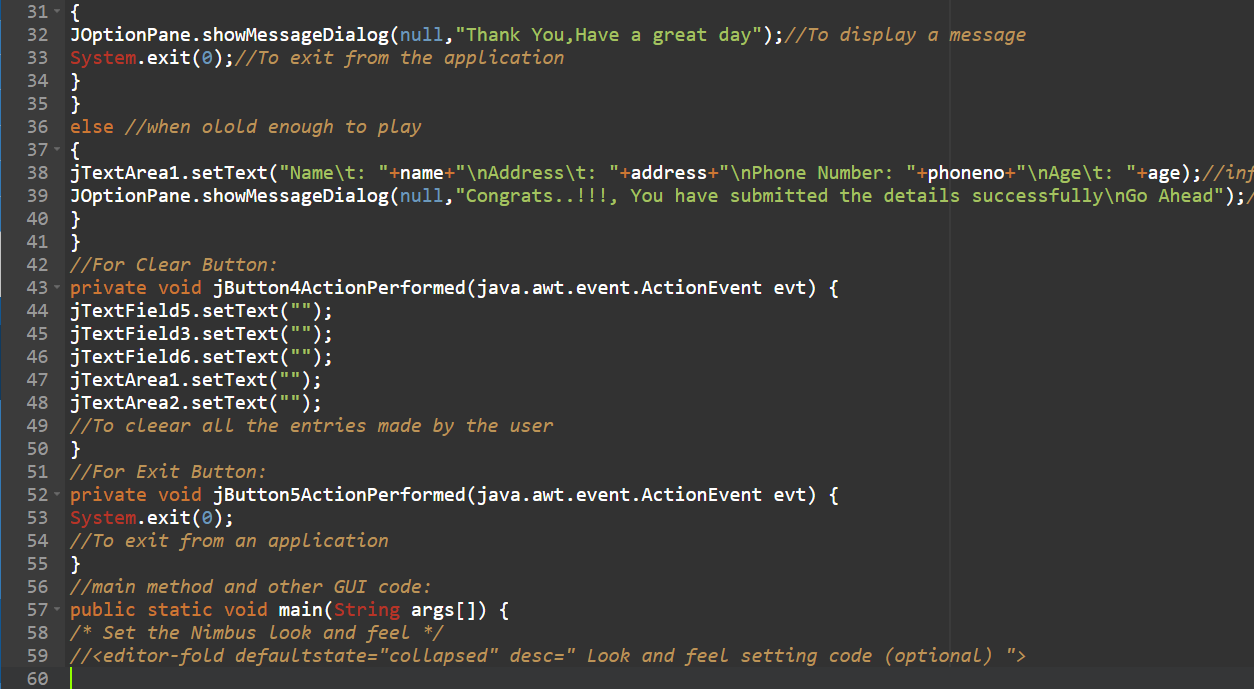 31 {
32 JOptionPane.showMessageDialog(null,"Thank You,Have a great day");//To display a message
33 System.exit(0);//To exit from the application
34 }
35 }
36 else //when olold enough to play
37 {
38 jTextArea1.setText("Name\t: "+name+"\nAddress\t: "+address+"\nPhone Number: "+phoneno+"\nAge\t: "+age);//inf
39 JOptionPane.showMessageDialog(null,"Congrats..!!!, You have submitted the details successfully\nGo Ahead");/
40 }
41 }
42 //For Clear Button:
43 private void jButton4ActionPerformed(java.awt.event.ActionEvent evt) {
44 jTextField5.setText("");
45 jTextField3.setText("");
46 jTextField6.setText("");
47 jTextArea1.setText("");
48 jTextArea2.setText("");
49 //To cleear all the entries made by the user
50 }
51 //For Exit Button:
52 private void jButton5ActionPerformed(java.awt.event.ActionEvent evt) {
53 System.exit(0);
54 //To exit from an application
55 }
56 //main method and other GUI code:
57 public static void main(String args[]) {
58 /* Set the Nimbus look and feel */
59 //<editor-fold defaultstate="collapsed" desc=" Look and feel setting code (optional) ">
60